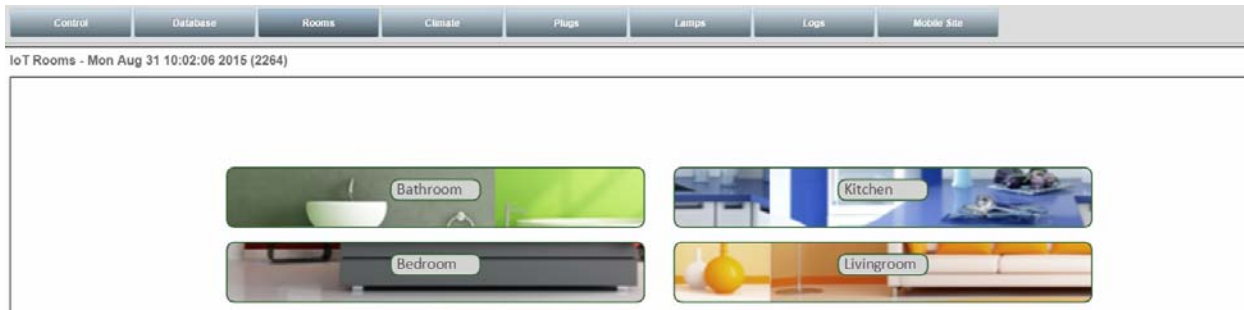 Control Database Rooms Climate Plugs Lamps Logs Mobile Site
IoT Rooms - Mon Aug 31 10:02:06 2015 (2264)
Bathroom Kitchen
Bedroom Livingroom